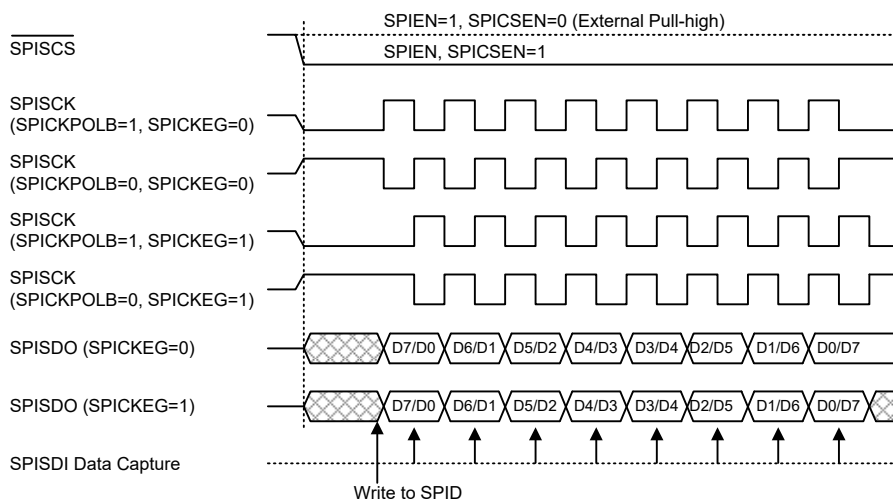 SPIEN=1, SPICSEN=0 (External Pull-high)
SPISCS
SPIEN, SPICSEN=1
SPISCK
(SPICKPOLB=1, SPICKEG=0)
SPISCK
(SPICKPOLB=0, SPICKEG=0)
SPISCK
(SPICKPOLB=1, SPICKEG=1)
SPISCK
(SPICKPOLB=0, SPICKEG=1)
SPISDO (SPICKEG=0) D7/D0 D6/D1 D5/D2 D4/D3 D3/D4 D2/D5 D1/D6 D0/D7
SPISDO (SPICKEG=1) D7/D0 D6/D1 D5/D2 D4/D3 D3/D4 D2/D5 D1/D6 D0/D7
SPISDI Data Capture
Write to SPID